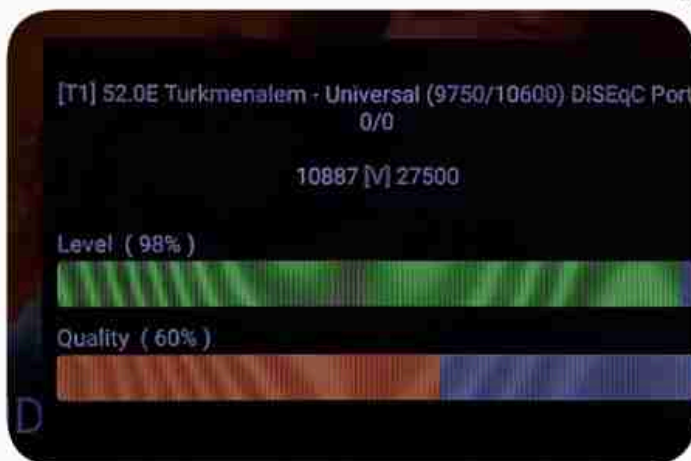 [T1] 52.0E Turkmenalem - Universal (9750/10600) DiSEqC Port
0/0
10887 [V] 27500
Level ( 98% )
Quality ( 60% )
D